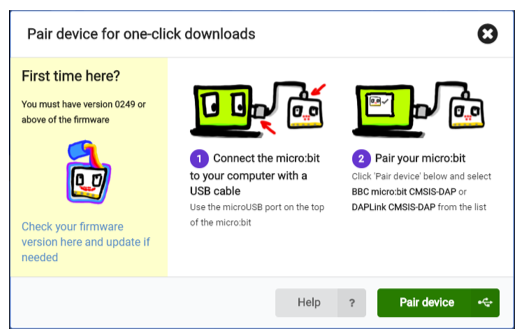 Pair device for one-click downloads
First time here?
You must have version 0249 or
above of the firmware
Check your firmware
version here and update if
needed
1 Connect the micro:bit
to your computer with a
USB cable
Use the microUSB port on the top
of the micro:bit
2 Pair your micro:bit
Click 'Pair device' below and select
BBC micro:bit CMSIS-DAP or
DAPLink CMSIS-DAP from the list
Help ?
Pair device